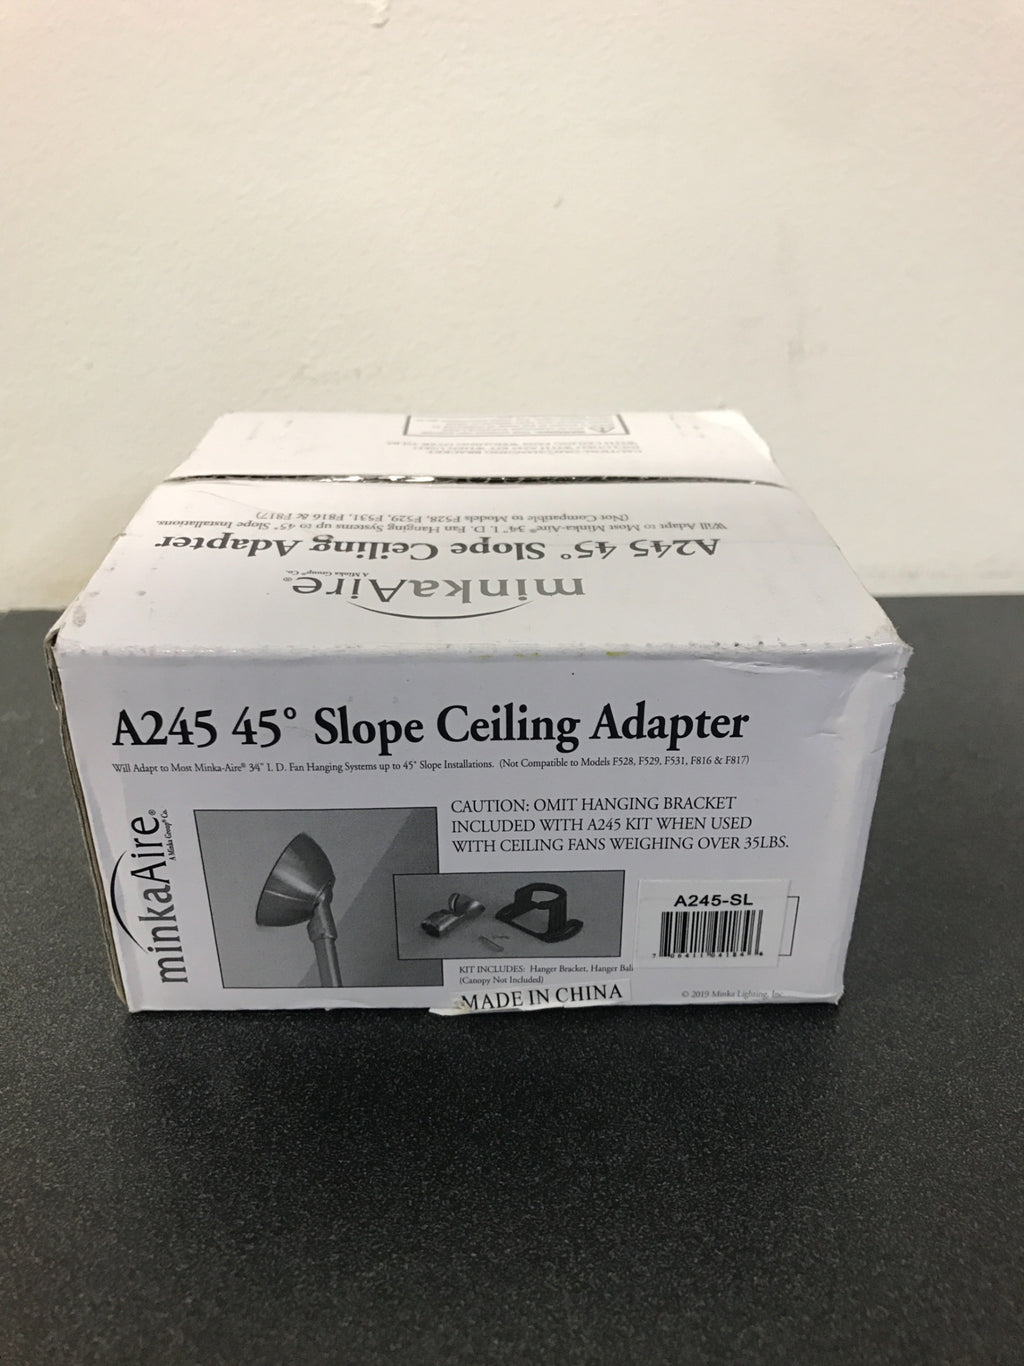 minkaAire®
A Minka Group® Co.
A245 45° Slope Ceiling Adapter
Will Adapt to Most Minka-Aire® 3/4" I. D. Fan Hanging Systems up to 45° Slope Installations.
(Not Compatible to Models F528, F529, F531, F816 & F817)
A245 45° Slope Ceiling Adapter
Will Adapt to Most Minka-Aire® 3/4" I. D. Fan Hanging Systems up to 45° Slope Installations. (Not Compatible to Models F528, F529, F531, F816 & F817)
minkaAire®
A Minka Group® Co.
CAUTION: OMIT HANGING BRACKET
INCLUDED WITH A245 KIT WHEN USED
WITH CEILING FANS WEIGHING OVER 35LBS.
A245-SL
KIT INCLUDES: Hanger Bracket, Hanger Ball
(Canopy Not Included)
MADE IN CHINA
© 2019 Minka Lighting, Inc.